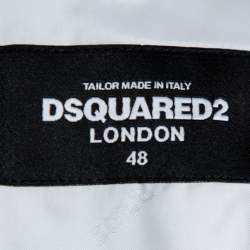 TAILOR MADE IN ITALY
DSQUARED2
LONDON
48